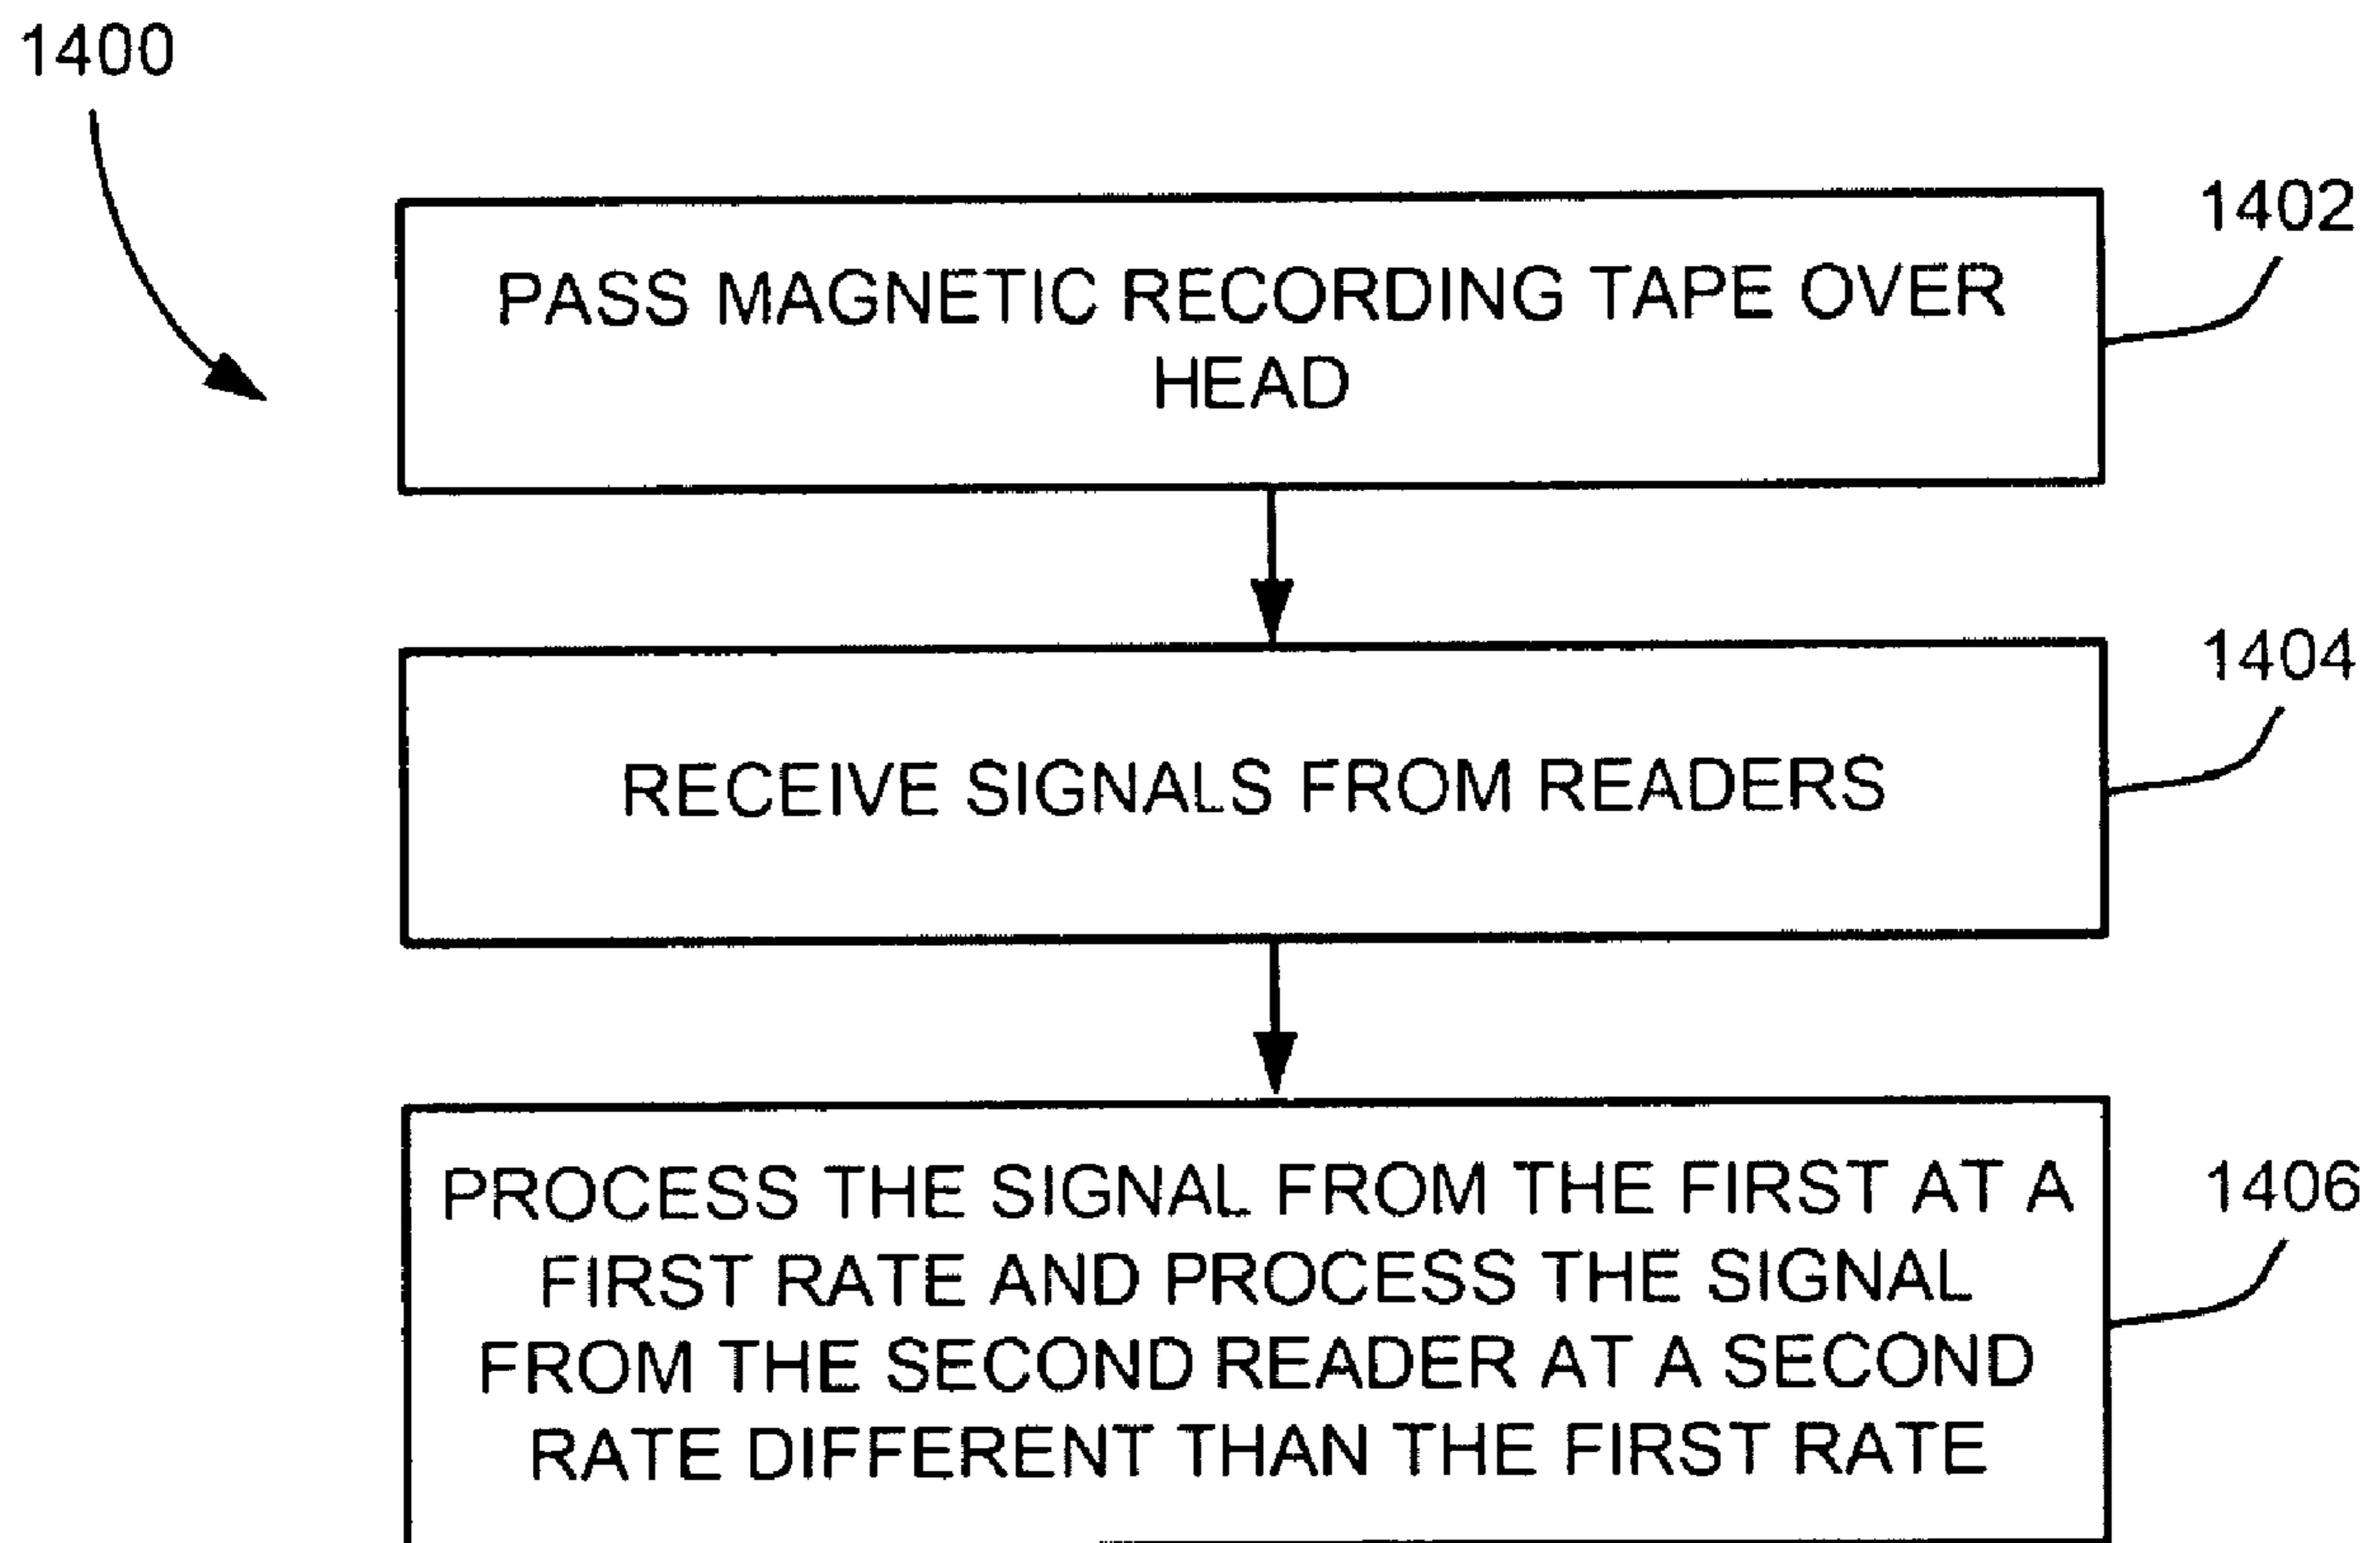 1400
1402
PASS MAGNETIC RECORDING TAPE OVER
HEAD
1404
RECEIVE SIGNALS FROM READERS
1406
PROCESS THE SIGNAL FROM THE FIRST AT A
FIRST RATE AND PROCESS THE SIGNAL
FROM THE SECOND READER AT A SECOND
RATE DIFFERENT THAN THE FIRST RATE